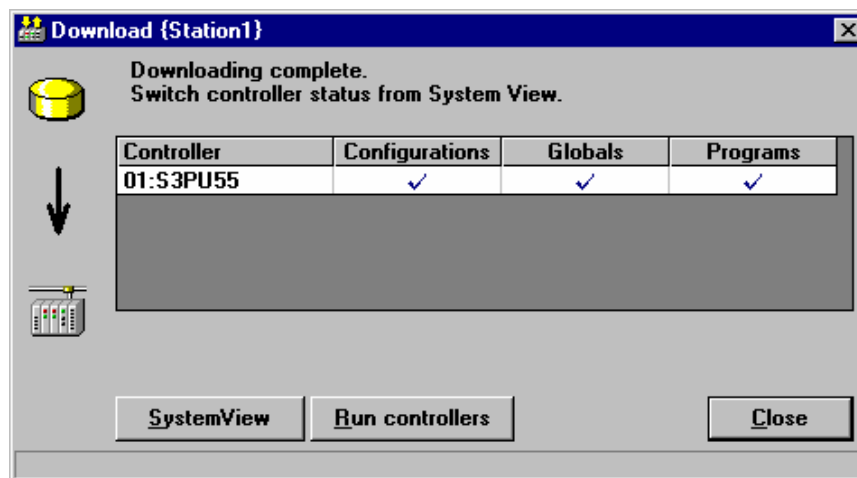 Download {Station1}
Downloading complete.
Switch controller status from System View.
Controller Configurations Globals Programs
01:S3PU55 ✓ ✓ ✓
SystemView Run controllers Close